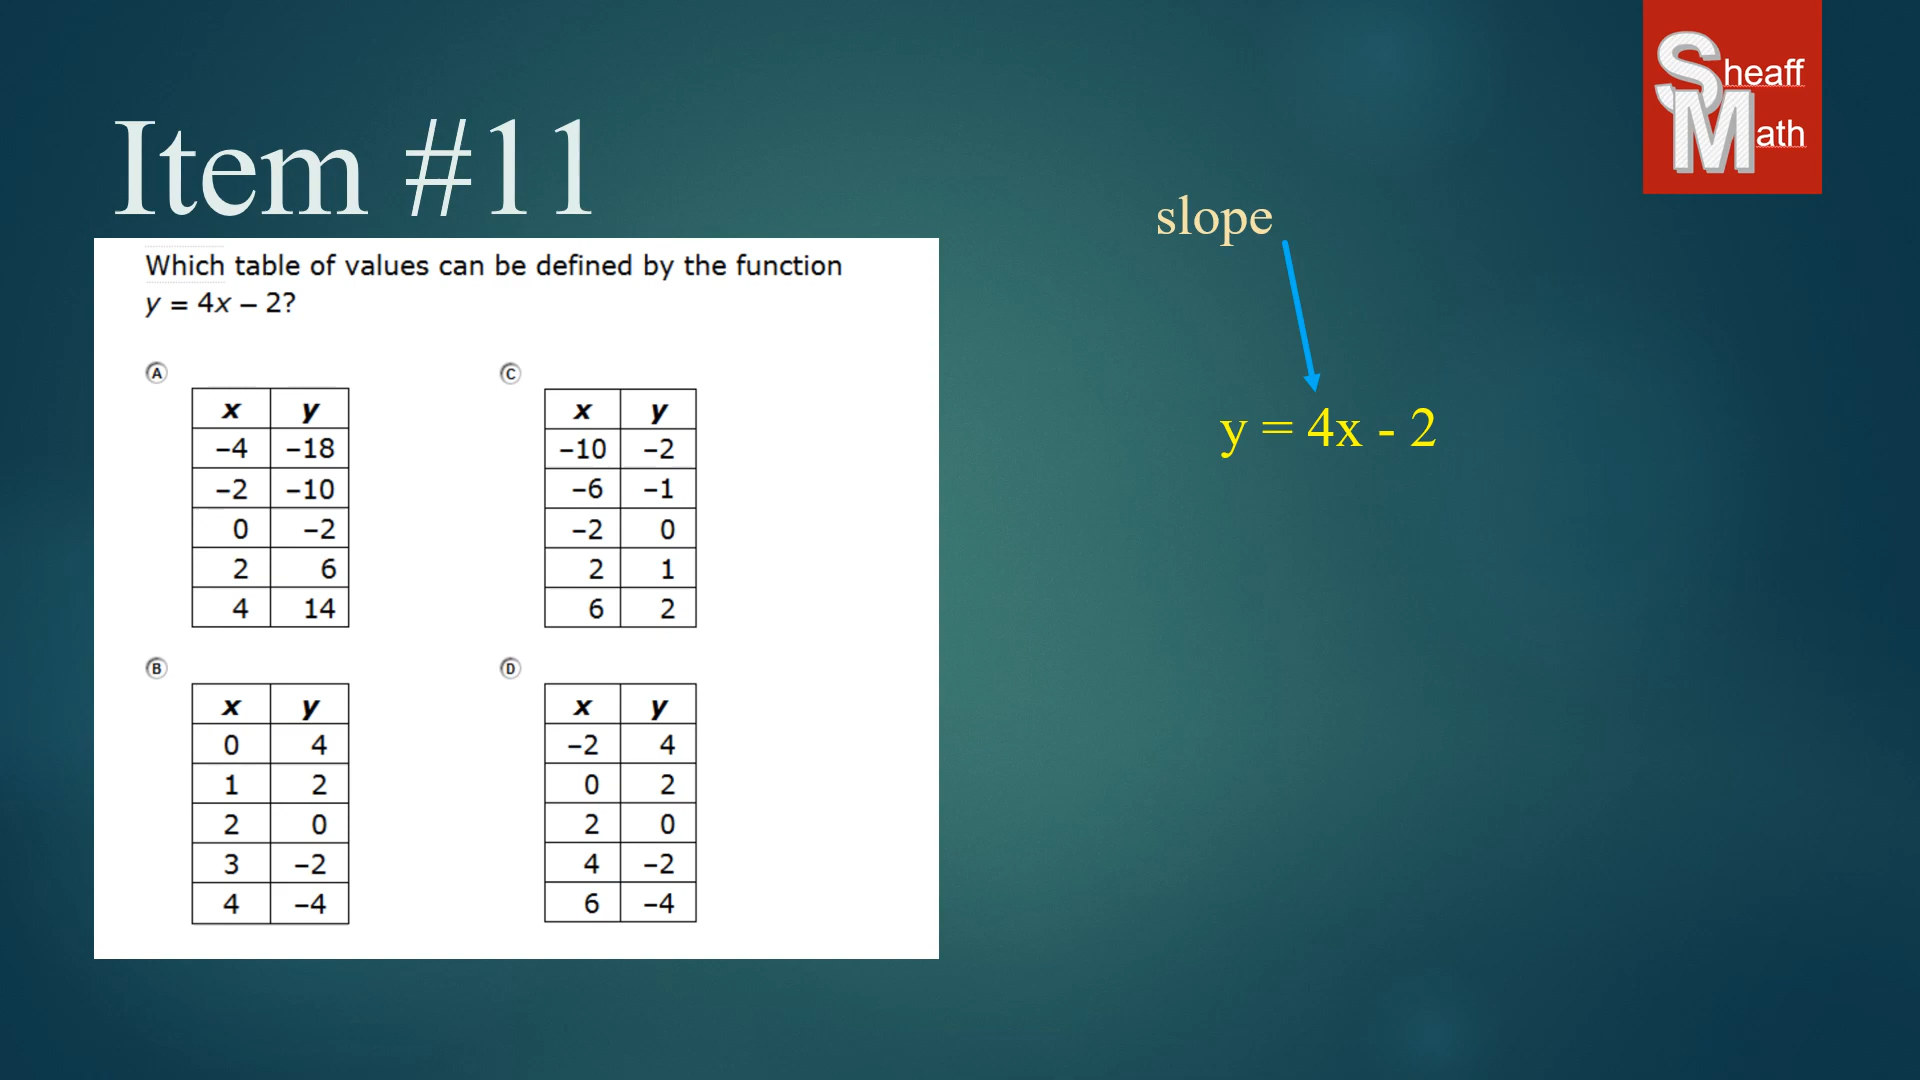 Sheaff
Math
Item #11
slope
Which table of values can be defined by the function
y = 4x – 2?
y = 4x - 2
A
x y
–4 –18
–2 –10
0 –2
2 6
4 14
C
x y
–10 –2
–6 –1
–2 0
2 1
6 2
B
x y
0 4
1 2
2 0
3 –2
4 –4
D
x y
–2 4
0 2
2 0
4 –2
6 –4